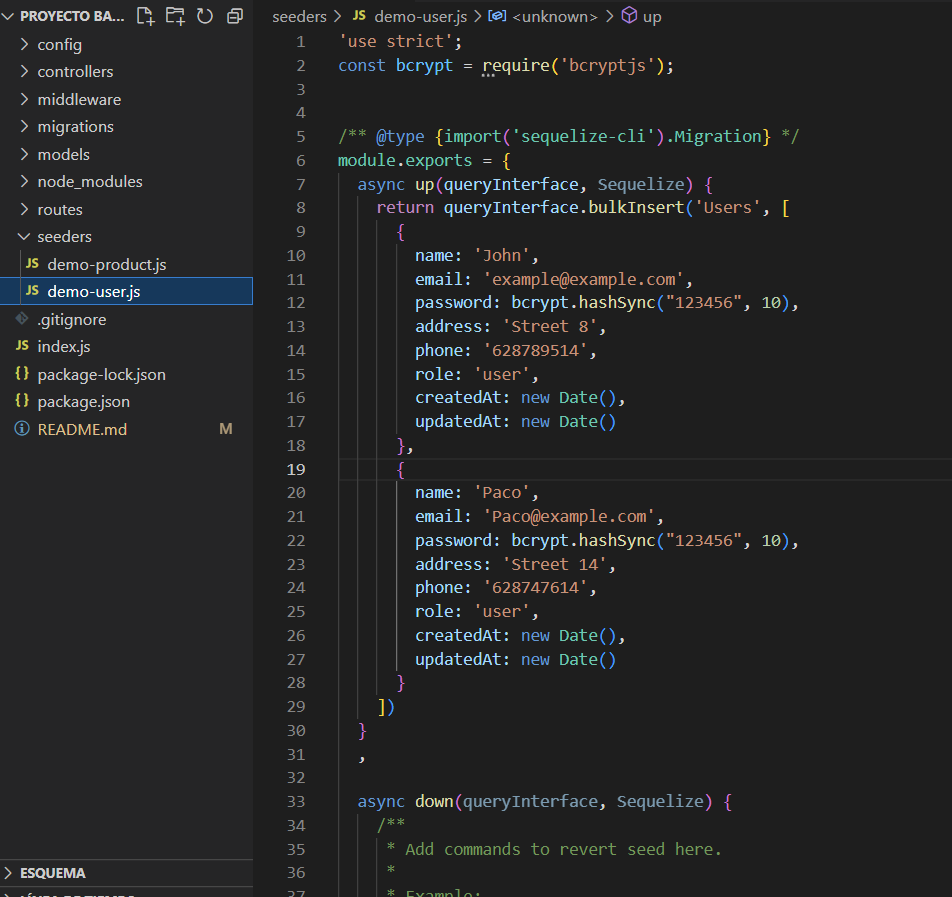 PROYECTO BA...
config
controllers
middleware
migrations
models
node_modules
routes
seeders
JS demo-product.js
JS demo-user.js
.gitignore
JS index.js
{} package-lock.json
{} package.json
README.md M
ESQUEMA
seeders > JS demo-user.js > <unknown> > up
1 'use strict';
2 const bcrypt = require('bcryptjs');
3
4
5 /** @type {import('sequelize-cli').Migration} */
6 module.exports = {
7 async up(queryInterface, Sequelize) {
8 return queryInterface.bulkInsert('Users', [
9 {
10 name: 'John',
11 email: 'example@example.com',
12 password: bcrypt.hashSync("123456", 10),
13 address: 'Street 8',
14 phone: '628789514',
15 role: 'user',
16 createdAt: new Date(),
17 updatedAt: new Date()
18 },
19 {
20 name: 'Paco',
21 email: 'Paco@example.com',
22 password: bcrypt.hashSync("123456", 10),
23 address: 'Street 14',
24 phone: '628747614',
25 role: 'user',
26 createdAt: new Date(),
27 updatedAt: new Date()
28 }
29 ])
30 }
31 ,
32
33 async down(queryInterface, Sequelize) {
34 /**
35 * Add commands to revert seed here.
36 *
37 * Example: